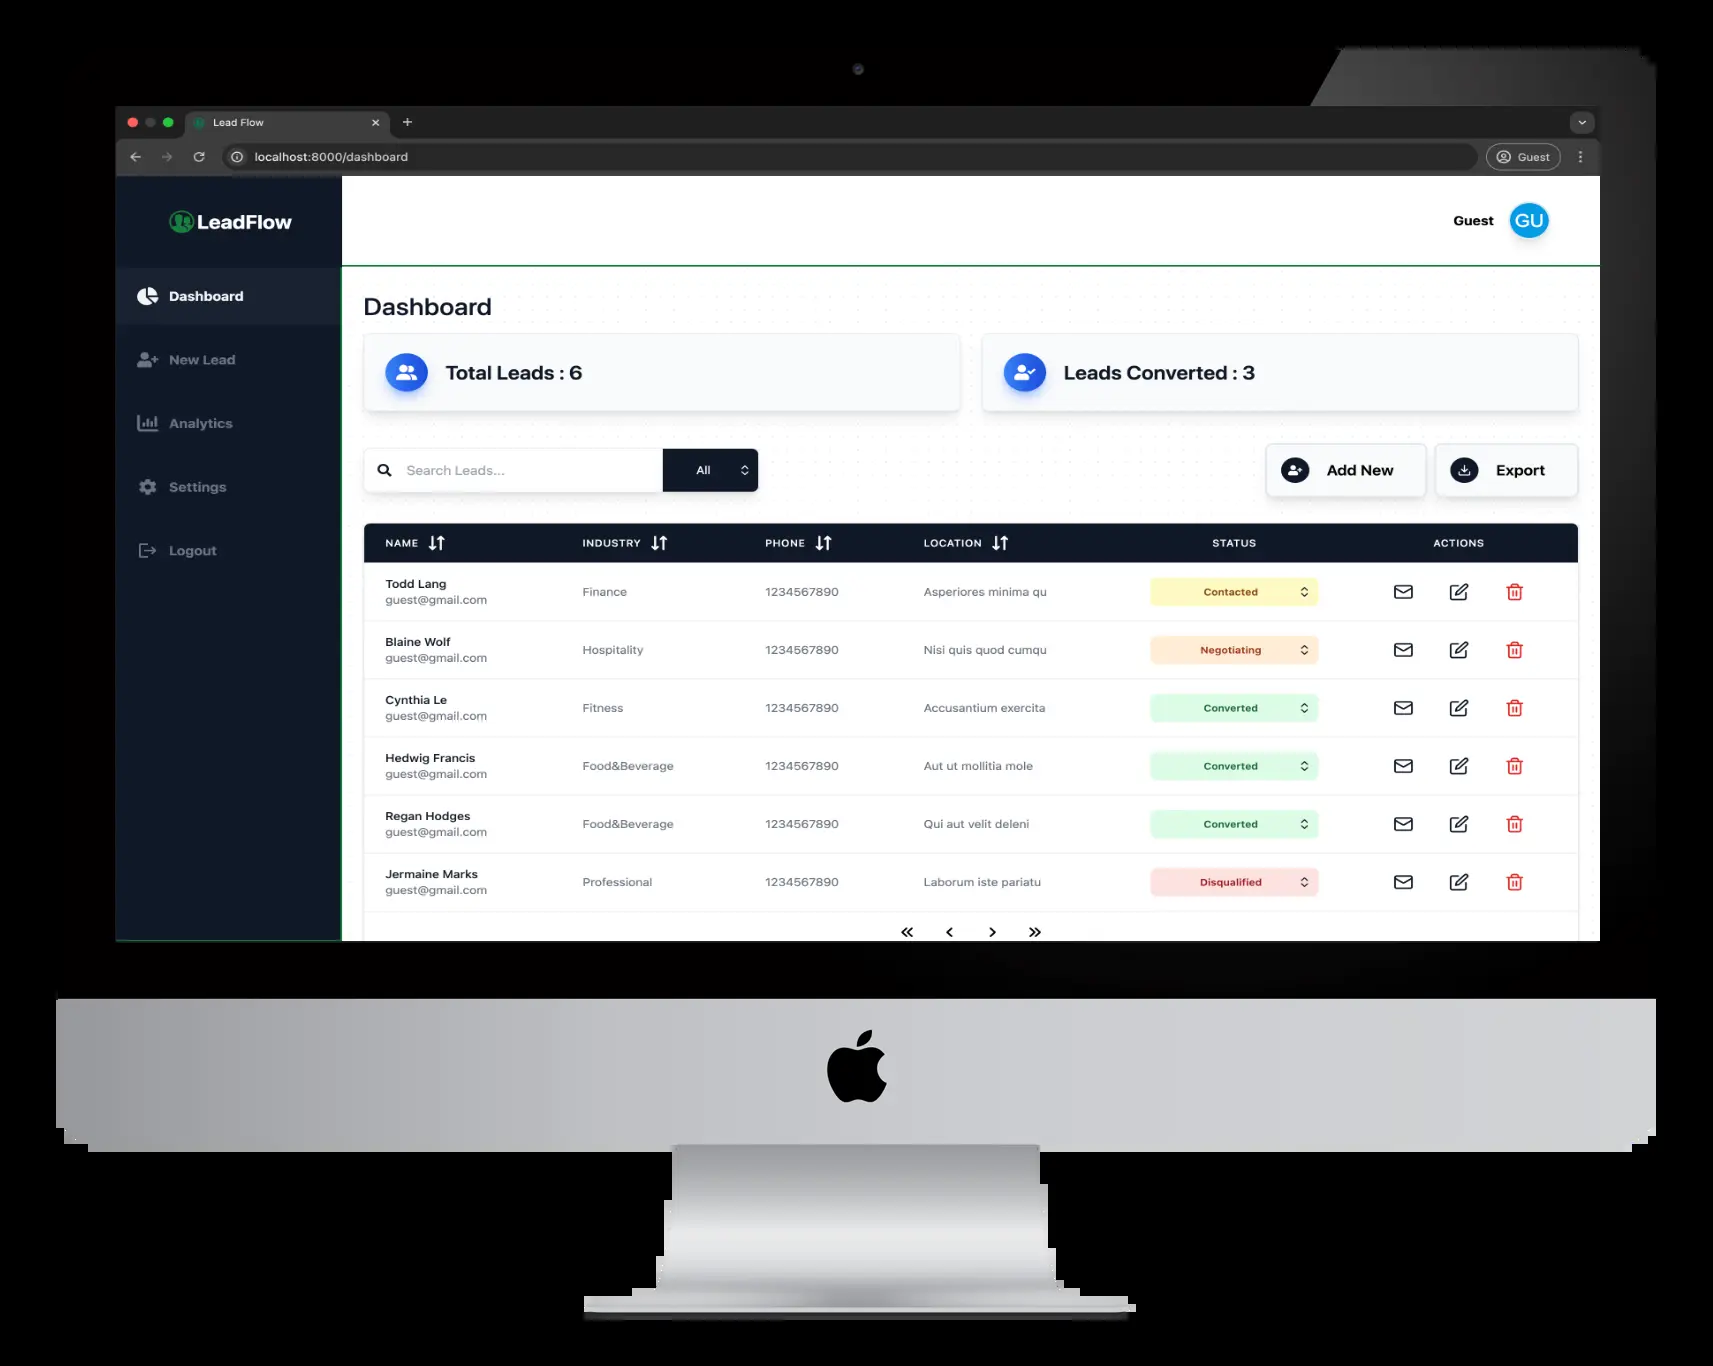 Lead Flow
localhost:8000/dashboard
Guest
LeadFlow
Guest GU
Dashboard
New Lead
Analytics
Settings
Logout
Dashboard
Total Leads : 6
Leads Converted : 3
Search Leads...
All
Add New
Export
NAME INDUSTRY PHONE LOCATION STATUS ACTIONS
Todd Lang
guest@gmail.com
Finance 1234567890 Asperiores minima qu Contacted
Blaine Wolf
guest@gmail.com
Hospitality 1234567890 Nisi quis quod cumqu Negotiating
Cynthia Le
guest@gmail.com
Fitness 1234567890 Accusantium exercita Converted
Hedwig Francis
guest@gmail.com
Food&Beverage 1234567890 Aut ut mollitia mole Converted
Regan Hodges
guest@gmail.com
Food&Beverage 1234567890 Qui aut velit deleni Converted
Jermaine Marks
guest@gmail.com
Professional 1234567890 Laborum iste pariatu Disqualified